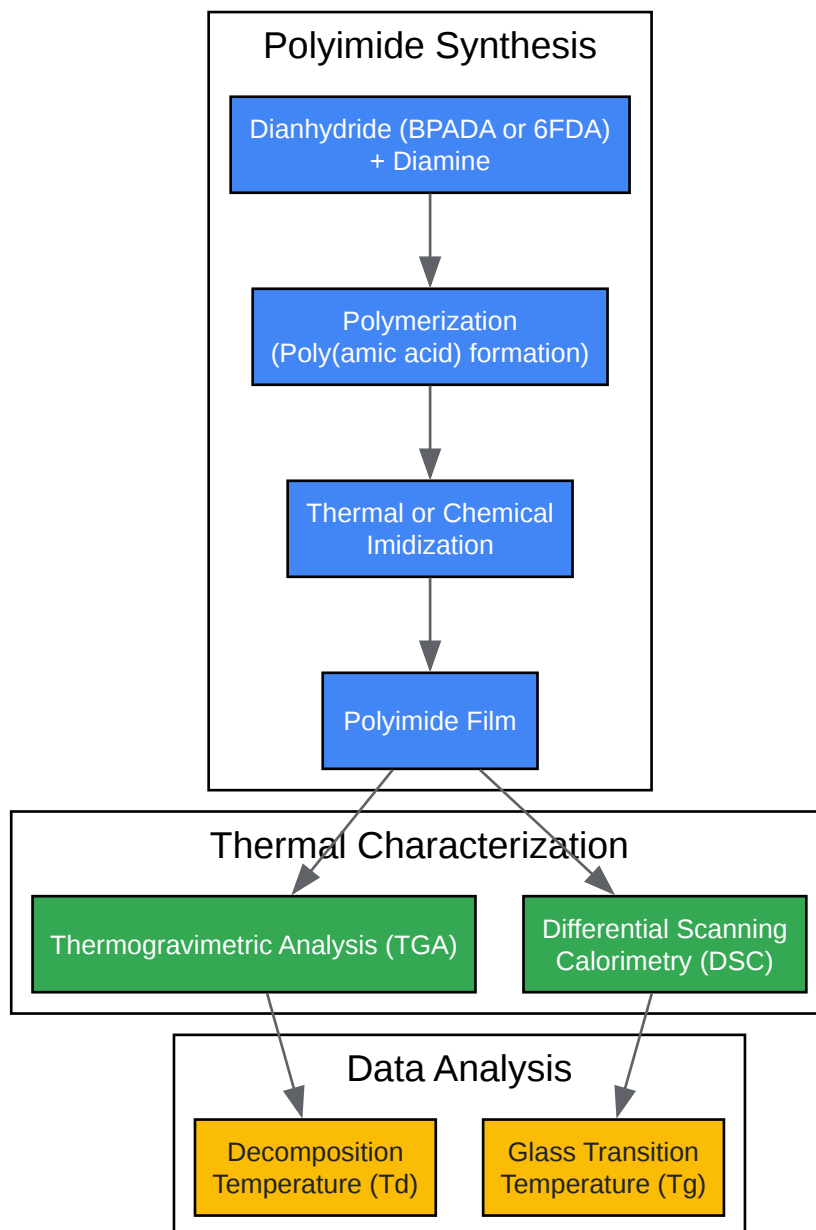 Polyimide Synthesis
Dianhydride (BPADA or 6FDA)
+ Diamine
Polymerization
(Poly(amic acid) formation)
Thermal or Chemical
Imidization
Polyimide Film
Thermal Characterization
Thermogravimetric Analysis (TGA)
Differential Scanning
Calorimetry (DSC)
Data Analysis
Decomposition
Temperature (Td)
Glass Transition
Temperature (Tg)